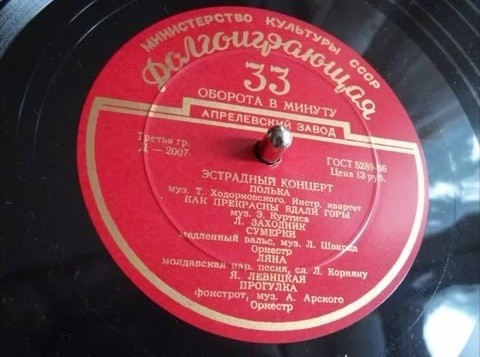 МИНИСТЕРСТВО КУЛЬТУРЫ СССР
Долгоиграющая
33
ОБОРОТА В МИНУТУ
АПРЕЛЕВСКИЙ ЗАВОД
Третья гр.
Д — 2007
ГОСТ 5289-56
Цена 13 руб.
ЭСТРАДНЫЙ КОНЦЕРТ
ПОЛЬКА
муз. Т. Ходорковского. Инстр. квартет
КАК ПРЕКРАСНЫ ВДАЛИ ГОРЫ
муз. Э. Куртиса
Л. ЗАХОДНИК
СУМЕРКИ
медленный вальс, муз. Л. Шварца
Оркестр
ЛЯНА
молдавская нар. песня, сл. Л. Корняну
Я. ЛЕВИЦКАЯ
ПРОГУЛКА
фокстрот, муз. А. Арского
Оркестр